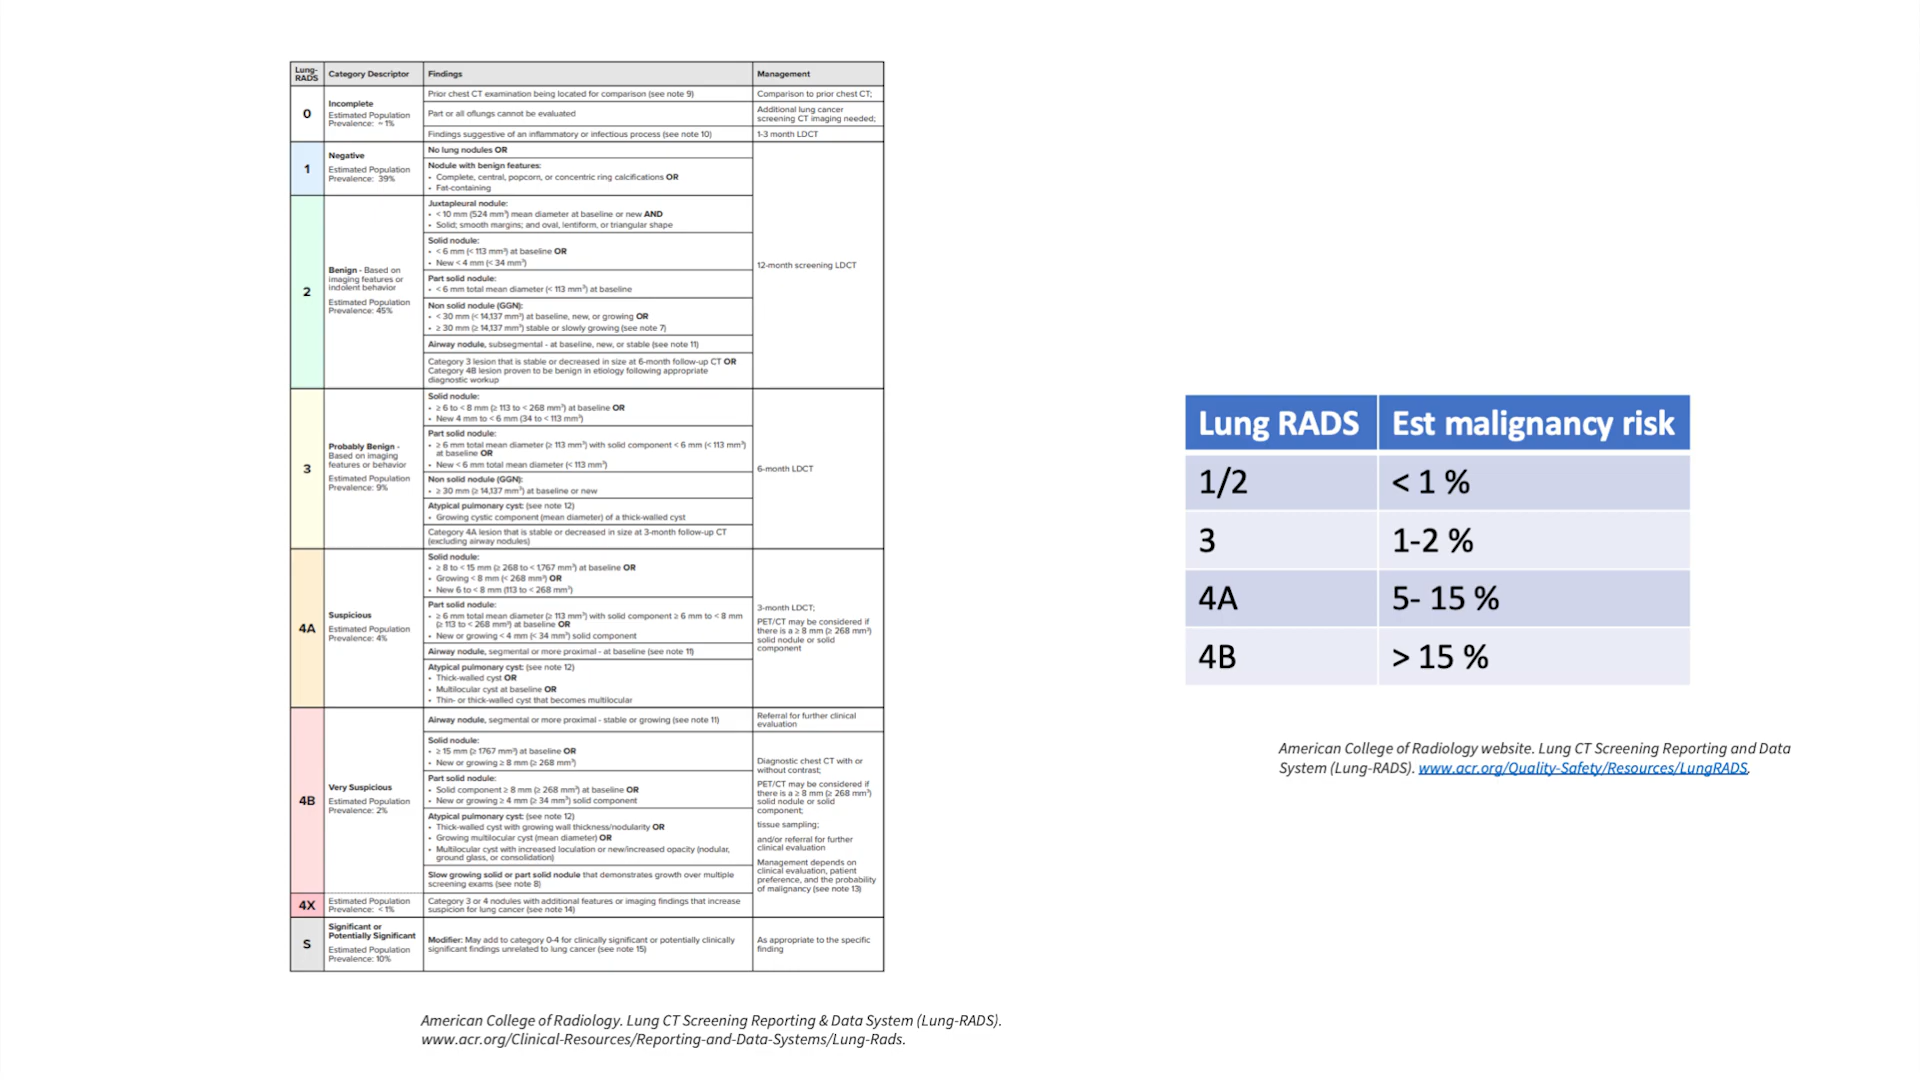 Lung-
RADS
Category Descriptor
Findings
Management
0
Incomplete
Estimated Population
Prevalence: ~ 1%
Prior chest CT examination being located for comparison (see note 9)
Comparison to prior chest CT;
Part or all oflungs cannot be evaluated
Additional lung cancer
screening CT imaging needed;
Findings suggestive of an inflammatory or infectious process (see note 10)
1-3 month LDCT
1
Negative
Estimated Population
Prevalence: 39%
No lung nodules OR
Nodule with benign features:
• Complete, central, popcorn, or concentric ring calcifications OR
• Fat-containing
12-month screening LDCT
2
Benign - Based on
imaging features or
indolent behavior
Estimated Population
Prevalence: 45%
Juxtapleural nodule:
• < 10 mm (524 mm³) mean diameter at baseline or new AND
• Solid; smooth margins; and oval, lentiform, or triangular shape
Solid nodule:
• < 6 mm (< 113 mm³) at baseline OR
• New < 4 mm (< 34 mm³)
Part solid nodule:
• < 6 mm total mean diameter (< 113 mm³) at baseline
Non solid nodule (GGN):
• < 30 mm (< 14,137 mm³) at baseline, new, or growing OR
• ≥ 30 mm (≥ 14,137 mm³) stable or slowly growing (see note 7)
Airway nodule, subsegmental - at baseline, new, or stable (see note 11)
Category 3 lesion that is stable or decreased in size at 6-month follow-up CT OR
Category 4B lesion proven to be benign in etiology following appropriate
diagnostic workup
3
Probably Benign -
Based on imaging
features or behavior
Estimated Population
Prevalence: 9%
Solid nodule:
• ≥ 6 to < 8 mm (≥ 113 to < 268 mm³) at baseline OR
• New 4 mm to < 6 mm (34 to < 113 mm³)
Part solid nodule:
• ≥ 6 mm total mean diameter (≥ 113 mm³) with solid component < 6 mm (< 113 mm³)
at baseline OR
• New < 6 mm total mean diameter (< 113 mm³)
Non solid nodule (GGN):
• ≥ 30 mm (≥ 14,137 mm³) at baseline or new
Atypical pulmonary cyst: (see note 12)
• Growing cystic component (mean diameter) of a thick-walled cyst
Category 4A lesion that is stable or decreased in size at 3-month follow-up CT
(excluding airway nodules)
6-month LDCT
4A
Suspicious
Estimated Population
Prevalence: 4%
Solid nodule:
• ≥ 8 to < 15 mm (≥ 268 to < 1,767 mm³) at baseline OR
• Growing < 8 mm (< 268 mm³) OR
• New 6 to < 8 mm (113 to < 268 mm³)
Part solid nodule:
• ≥ 6 mm total mean diameter (≥ 113 mm³) with solid component ≥ 6 mm to < 8 mm
(≥ 113 to < 268 mm³) at baseline OR
• New or growing < 4 mm (< 34 mm³) solid component
Airway nodule, segmental or more proximal - at baseline (see note 11)
Atypical pulmonary cyst: (see note 12)
• Thick-walled cyst OR
• Multilocular cyst at baseline OR
• Thin- or thick-walled cyst that becomes multilocular
3-month LDCT;
PET/CT may be considered if
there is a ≥ 8 mm (≥ 268 mm³)
solid nodule or solid
component
4B
Very Suspicious
Estimated Population
Prevalence: 2%
Airway nodule, segmental or more proximal - stable or growing (see note 11)
Referral for further clinical
evaluation
Solid nodule:
• ≥ 15 mm (≥ 1767 mm³) at baseline OR
• New or growing ≥ 8 mm (≥ 268 mm³)
Part solid nodule:
• Solid component ≥ 8 mm (≥ 268 mm³) at baseline OR
• New or growing ≥ 4 mm (≥ 34 mm³) solid component
Atypical pulmonary cyst: (see note 12)
• Thick-walled cyst with growing wall thickness/nodularity OR
• Growing multilocular cyst (mean diameter) OR
• Multilocular cyst with increased loculation or new/increased opacity (nodular,
ground glass, or consolidation)
Slow growing solid or part solid nodule that demonstrates growth over multiple
screening exams (see note 8)
Diagnostic chest CT with or
without contrast;
PET/CT may be considered if
there is a ≥ 8 mm (≥ 268 mm³)
solid nodule or solid
component;
tissue sampling;
and/or referral for further
clinical evaluation
Management depends on
clinical evaluation, patient
preference, and the probability
of malignancy (see note 13)
4X
Estimated Population
Prevalence: < 1%
Category 3 or 4 nodules with additional features or imaging findings that increase
suspicion for lung cancer (see note 14)
S
Significant or
Potentially Significant
Estimated Population
Prevalence: 10%
Modifier: May add to category 0-4 for clinically significant or potentially clinically
significant findings unrelated to lung cancer (see note 15)
As appropriate to the specific
finding
American College of Radiology. Lung CT Screening Reporting & Data System (Lung-RADS).
www.acr.org/Clinical-Resources/Reporting-and-Data-Systems/Lung-Rads.
Lung RADS Est malignancy risk
1/2 < 1 %
3 1-2 %
4A 5- 15 %
4B > 15 %
American College of Radiology website. Lung CT Screening Reporting and Data
System (Lung-RADS). www.acr.org/Quality-Safety/Resources/LungRADS.